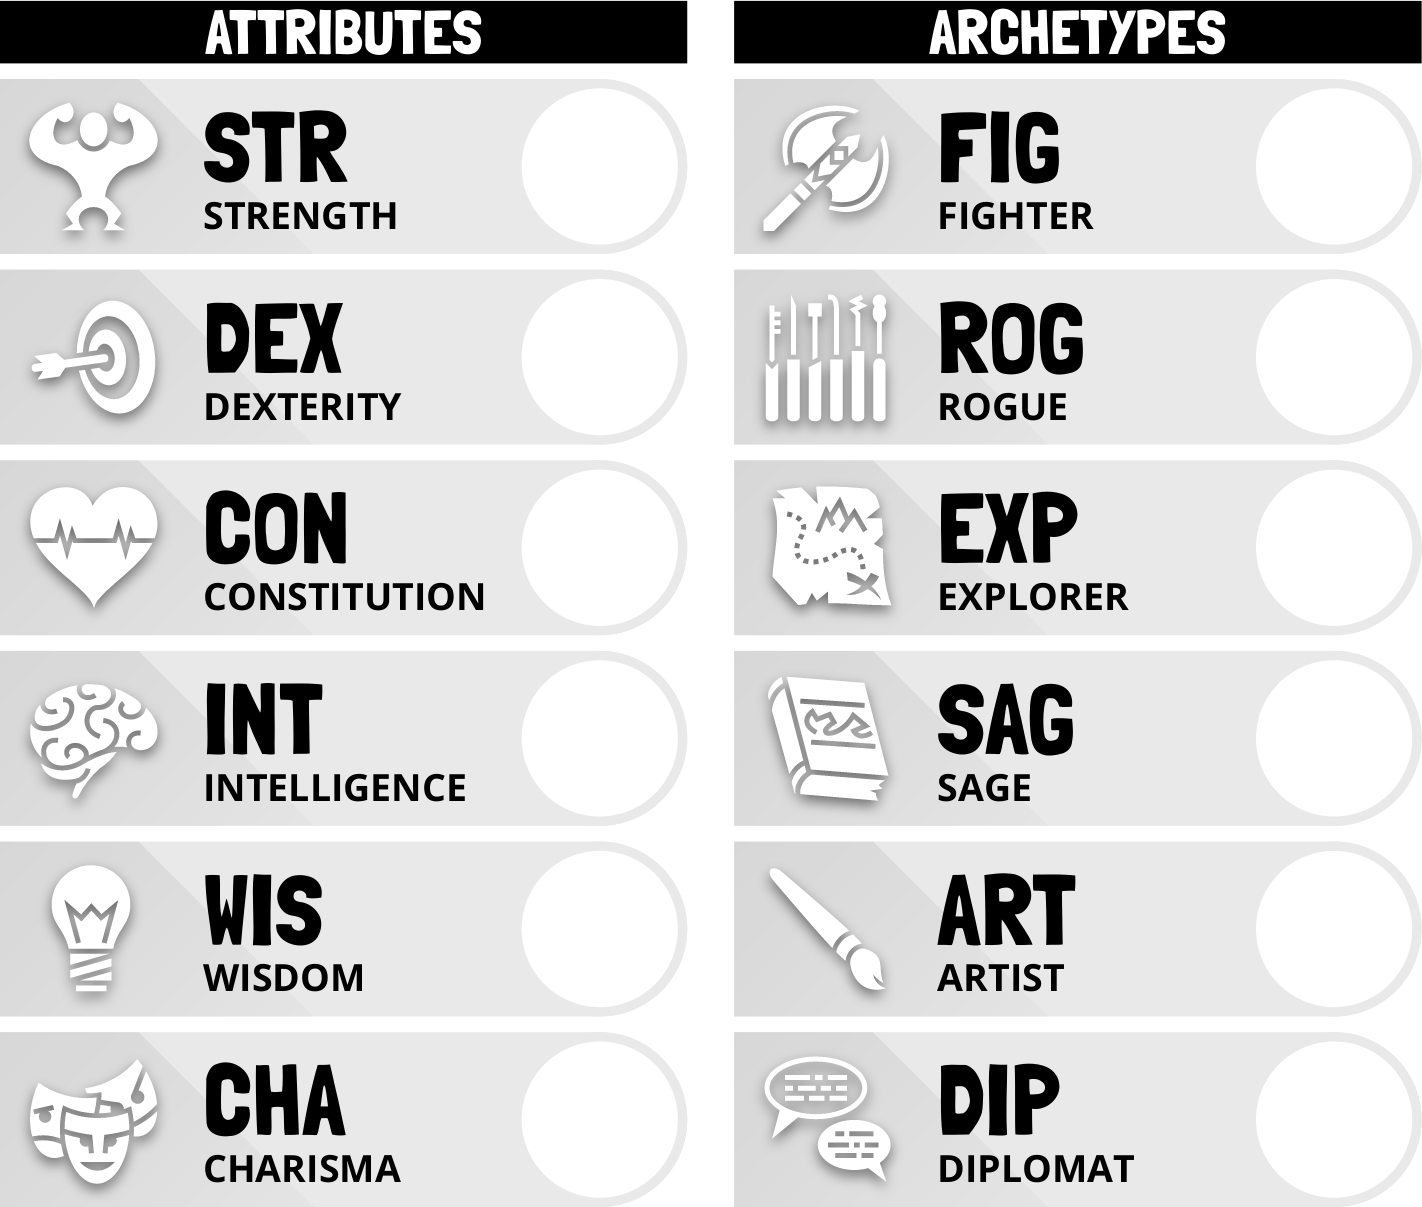 ATTRIBUTES
STR
STRENGTH
DEX
DEXTERITY
CON
CONSTITUTION
INT
INTELLIGENCE
WIS
WISDOM
CHA
CHARISMA
ARCHETYPES
FIG
FIGHTER
ROG
ROGUE
EXP
EXPLORER
SAG
SAGE
ART
ARTIST
DIP
DIPLOMAT